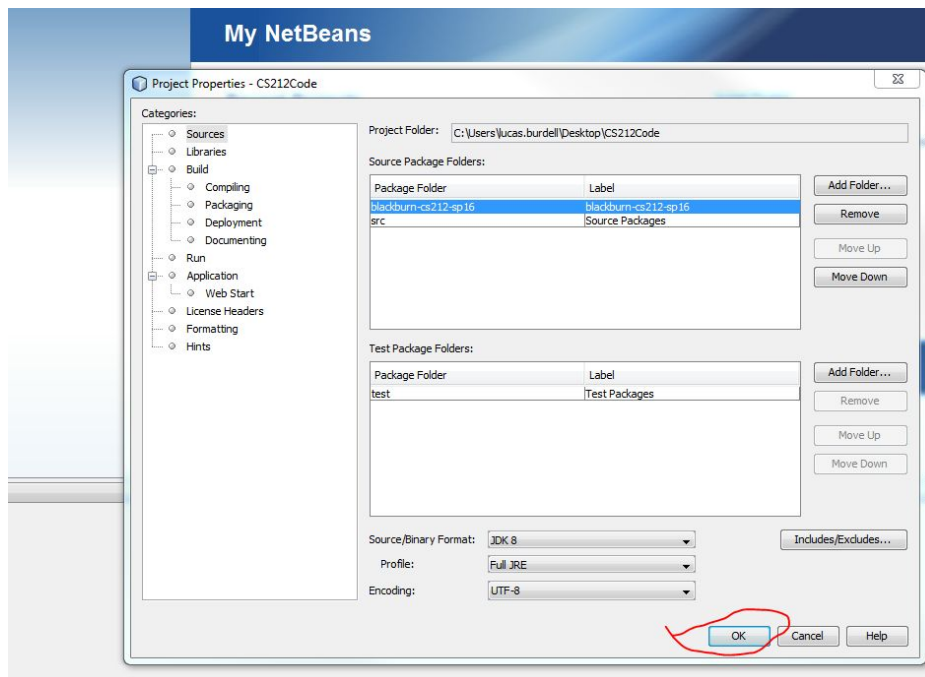 My NetBeans
Project Properties - CS212Code
Categories:
Sources
Libraries
Build
Compiling
Packaging
Deployment
Documenting
Run
Application
Web Start
License Headers
Formatting
Hints
Project Folder: C:\Users\lucas.burdell\Desktop\CS212Code
Source Package Folders:
Package Folder Label
blackburn-cs212-sp16 blackburn-cs212-sp16
src Source Packages
Add Folder...
Remove
Move Up
Move Down
Test Package Folders:
Package Folder Label
test Test Packages
Add Folder...
Remove
Move Up
Move Down
Source/Binary Format: JDK 8
Includes/Excludes...
Profile: Full JRE
Encoding: UTF-8
OK Cancel Help